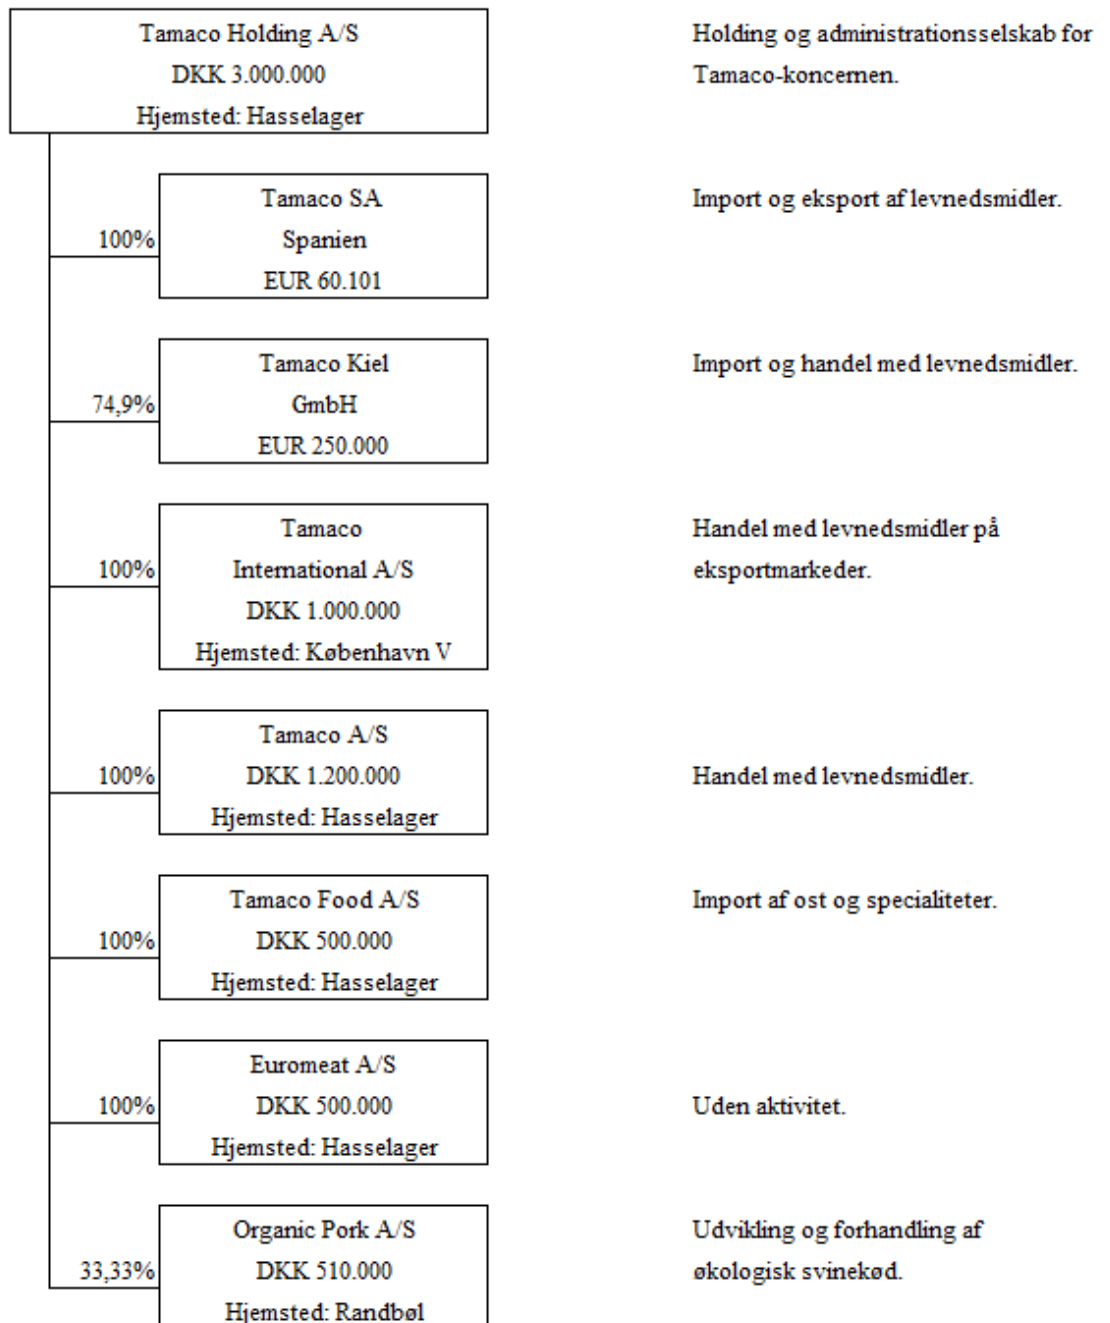 Tamaco Holding A/S
DKK 3.000.000
Hjemsted: Hasselager
Holding og administrationsselskab for
Tamaco-koncernen.
100%
Tamaco SA
Spanien
EUR 60.101
Import og eksport af levnedsmidler.
74,9%
Tamaco Kiel
GmbH
EUR 250.000
Import og handel med levnedsmidler.
100%
Tamaco
International A/S
DKK 1.000.000
Hjemsted: København V
Handel med levnedsmidler på
eksportmarkeder.
100%
Tamaco A/S
DKK 1.200.000
Hjemsted: Hasselager
Handel med levnedsmidler.
100%
Tamaco Food A/S
DKK 500.000
Hjemsted: Hasselager
Import af ost og specialiteter.
100%
Euromeat A/S
DKK 500.000
Hjemsted: Hasselager
Uden aktivitet.
33,33%
Organic Pork A/S
DKK 510.000
Hjemsted: Randbøl
Udvikling og forhandling af
økologisk svinekød.